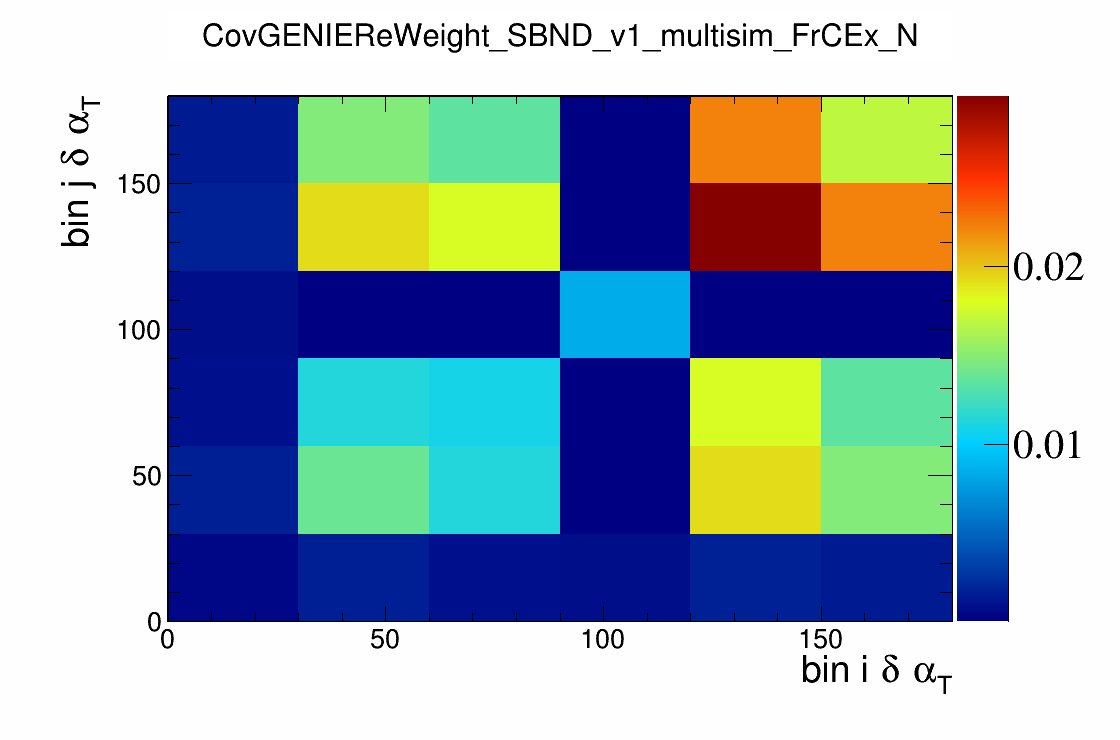 CovGENIEReWeight_SBND_v1_multisim_FrCEx_N
bin j δ α_T
150
100
50
0
0 50 100 150
bin i δ α_T
0.02
0.01